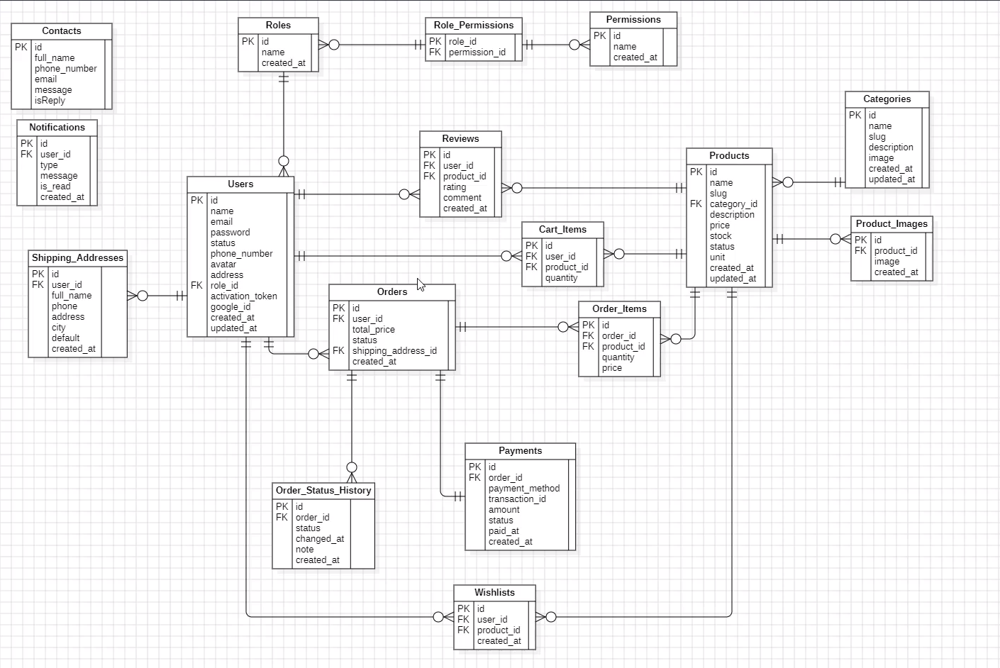 Contacts
PK id
full_name
phone_number
email
message
isReply
Roles
PK id
name
created_at
Role_Permissions
PK role_id
FK permission_id
Permissions
PK id
name
created_at
Notifications
PK id
FK user_id
type
message
is_read
created_at
Categories
PK id
name
slug
description
image
created_at
updated_at
Reviews
PK id
FK user_id
FK product_id
rating
comment
created_at
Products
PK id
name
slug
FK category_id
description
price
stock
status
unit
created_at
updated_at
Users
PK id
name
email
password
status
phone_number
avatar
address
FK role_id
activation_token
google_id
created_at
updated_at
Product_Images
PK id
FK product_id
image
created_at
Cart_Items
PK id
FK user_id
FK product_id
quantity
Shipping_Addresses
PK id
FK user_id
full_name
phone
address
city
default
created_at
Orders
PK id
FK user_id
total_price
status
FK shipping_address_id
created_at
Order_Items
PK id
FK order_id
FK product_id
quantity
price
Payments
PK id
FK order_id
payment_method
transaction_id
amount
status
paid_at
created_at
Order_Status_History
PK id
FK order_id
status
changed_at
note
created_at
Wishlists
PK id
FK user_id
FK product_id
created_at